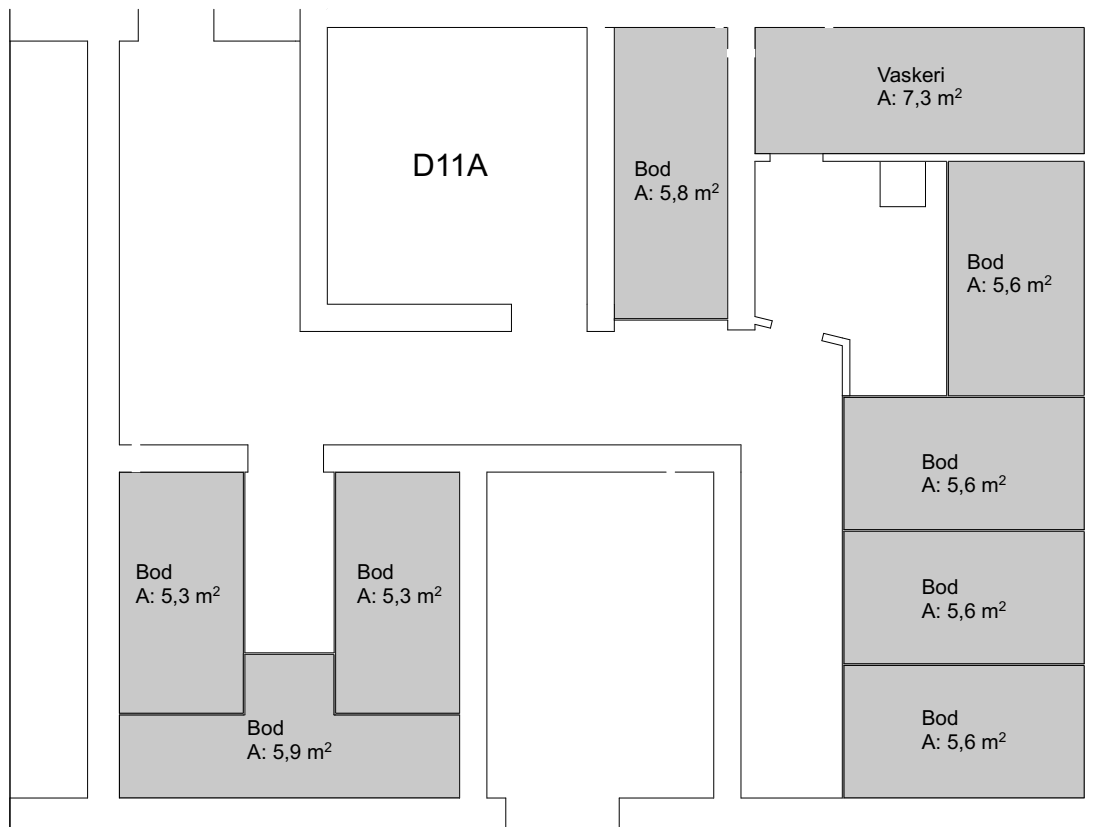 Vaskeri
A: 7,3 m²
D11A
Bod
A: 5,8 m²
Bod
A: 5,6 m²
Bod
A: 5,6 m²
Bod
A: 5,3 m²
Bod
A: 5,3 m²
Bod
A: 5,6 m²
Bod
A: 5,9 m²
Bod
A: 5,6 m²